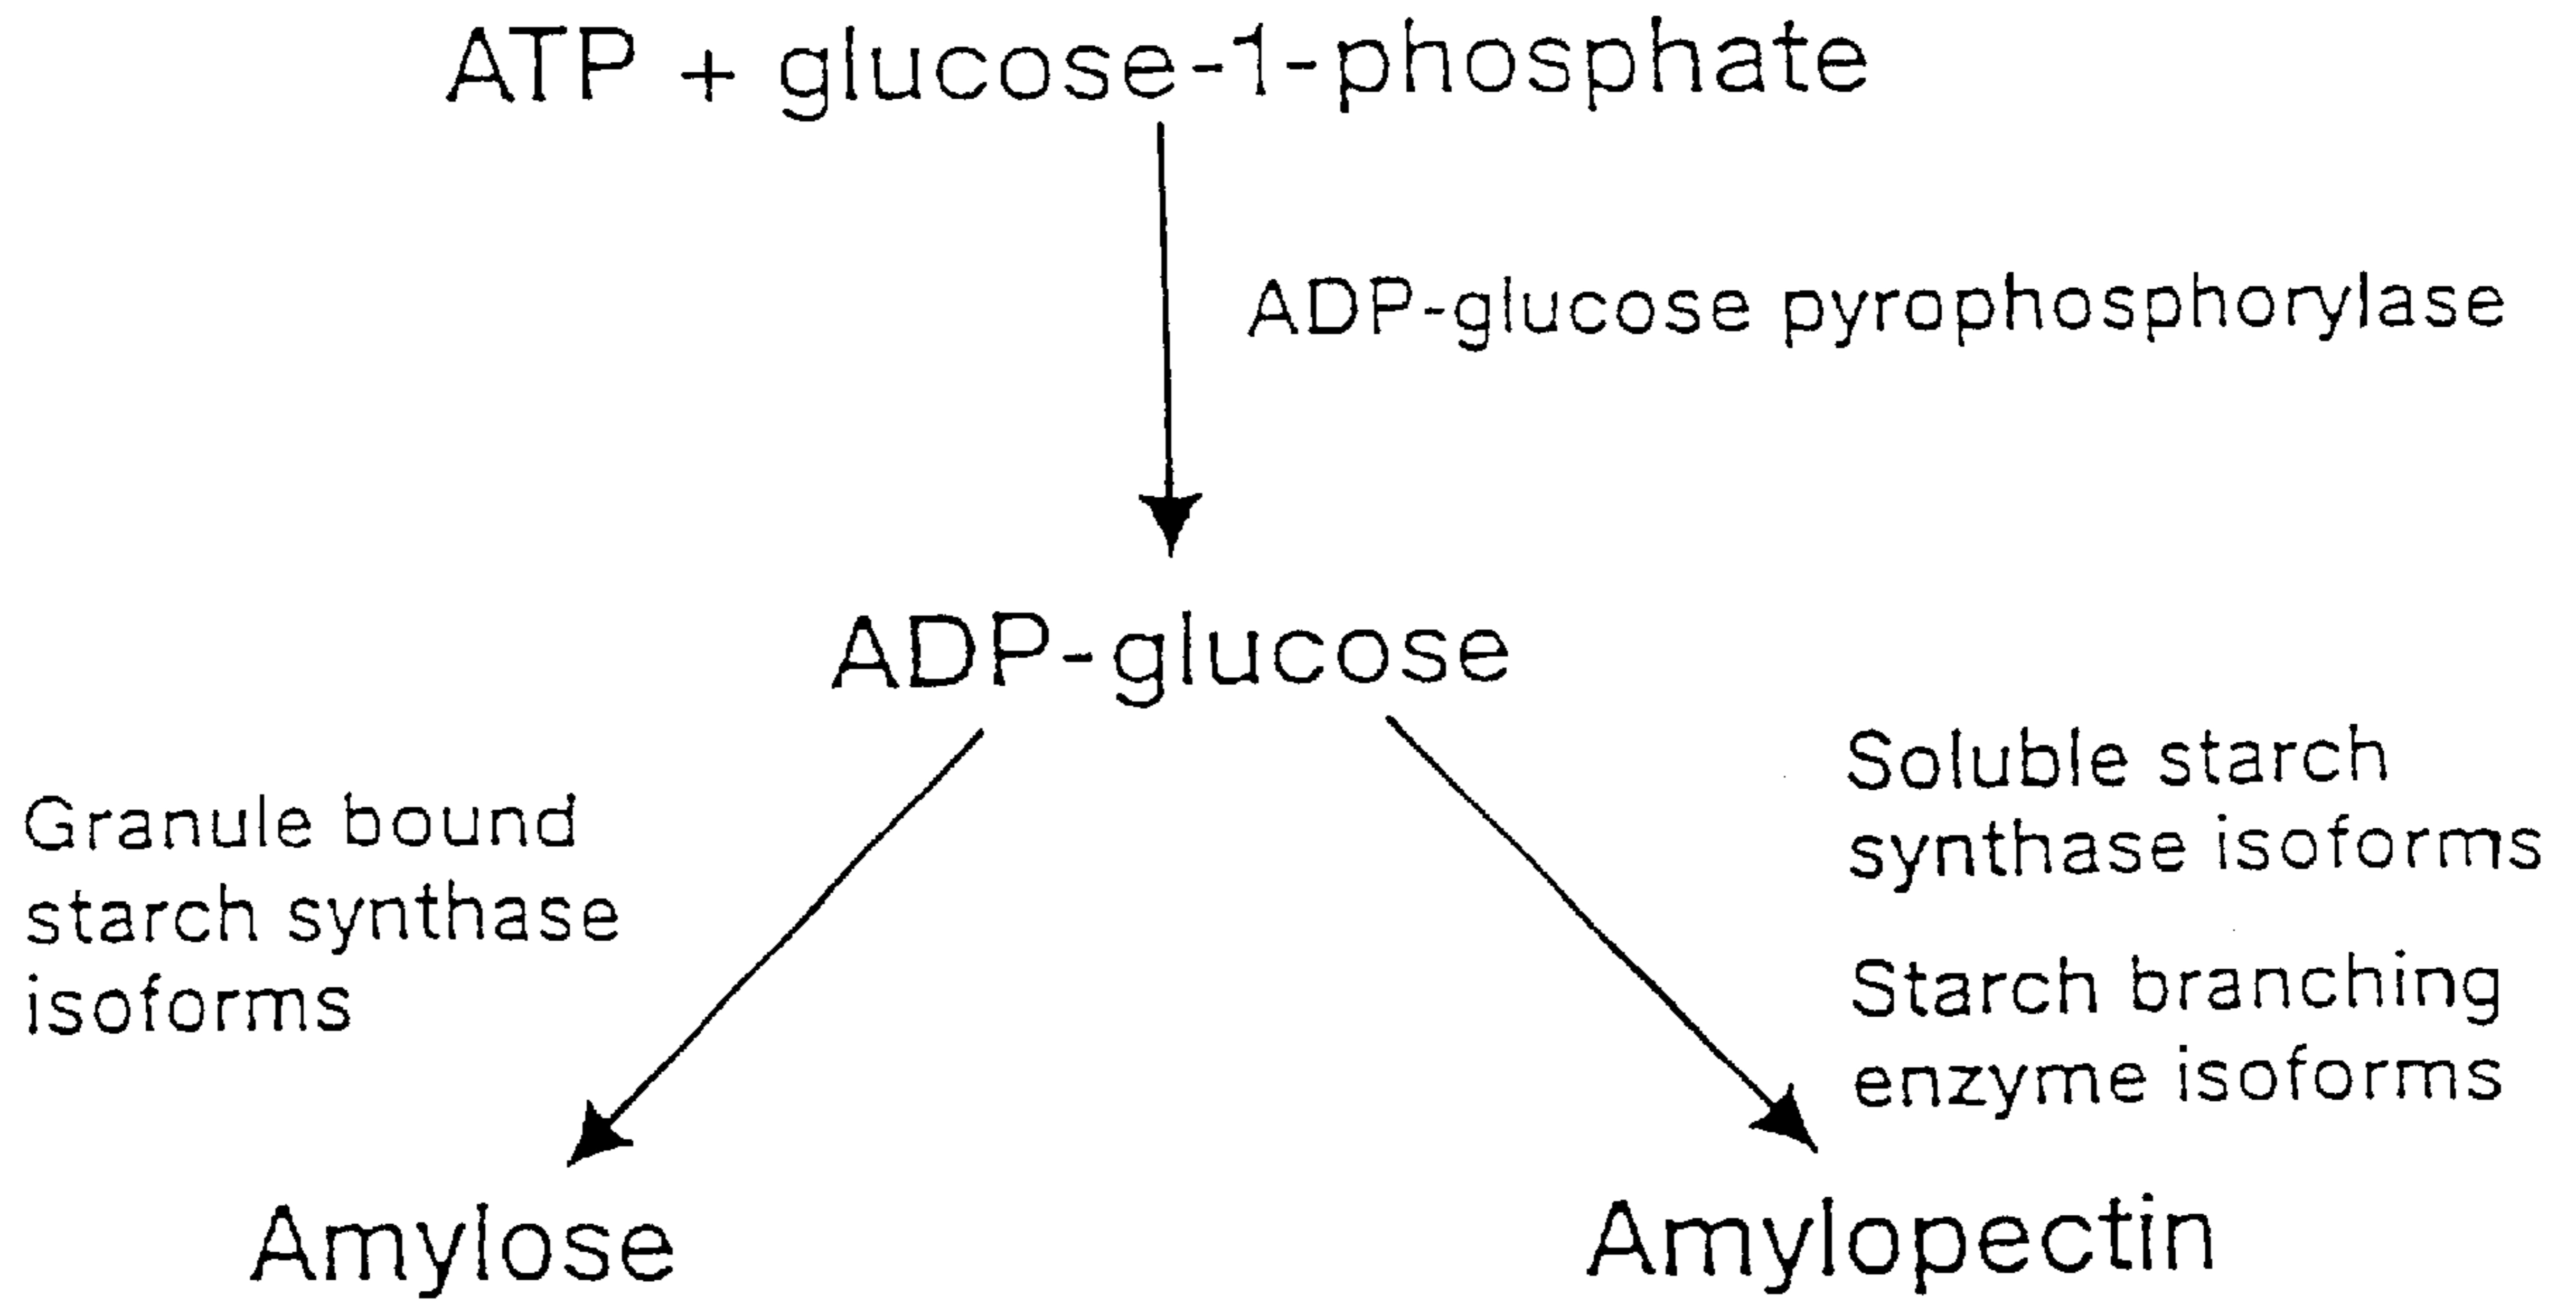 ATP + glucose-1-phosphate
ADP-glucose pyrophosphorylase
ADP-glucose
Granule bound
starch synthase
isoforms
Soluble starch
synthase isoforms
Starch branching
enzyme isoforms
Amylose
Amylopectin